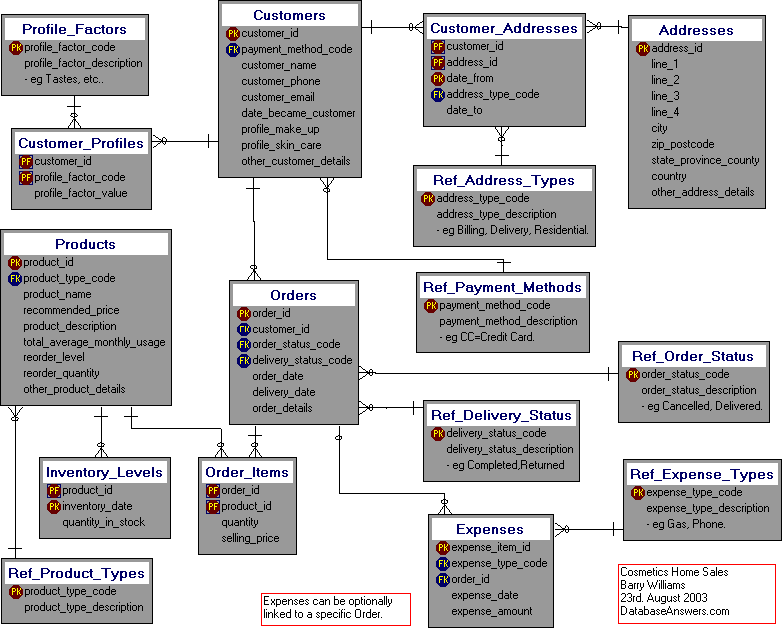 Profile_Factors
PK profile_factor_code
profile_factor_description
- eg Tastes, etc..
Customers
PK customer_id
FK payment_method_code
customer_name
customer_phone
customer_email
date_became_customer
profile_make_up
profile_skin_care
other_customer_details
Customer_Addresses
PF customer_id
PF address_id
PK date_from
FK address_type_code
date_to
Addresses
PK address_id
line_1
line_2
line_3
line_4
city
zip_postcode
state_province_county
country
other_address_details
Customer_Profiles
PF customer_id
PF profile_factor_code
profile_factor_value
Ref_Address_Types
PK address_type_code
address_type_description
- eg Billing, Delivery, Residential.
Products
PK product_id
FK product_type_code
product_name
recommended_price
product_description
total_average_monthly_usage
reorder_level
reorder_quantity
other_product_details
Orders
PK order_id
FK customer_id
FK order_status_code
FK delivery_status_code
order_date
delivery_date
order_details
Ref_Payment_Methods
PK payment_method_code
payment_method_description
- eg CC=Credit Card.
Ref_Order_Status
PK order_status_code
order_status_description
- eg Cancelled, Delivered.
Ref_Delivery_Status
PK delivery_status_code
delivery_status_description
- eg Completed,Returned
Inventory_Levels
PF product_id
PK inventory_date
quantity_in_stock
Order_Items
PF order_id
PF product_id
quantity
selling_price
Ref_Expense_Types
PK expense_type_code
expense_type_description
- eg Gas, Phone.
Expenses
PK expense_item_id
FK expense_type_code
FK order_id
expense_date
expense_amount
Ref_Product_Types
PK product_type_code
product_type_description
Expenses can be optionally
linked to a specific Order.
Cosmetics Home Sales
Barry Williams
23rd. August 2003
DatabaseAnswers.com